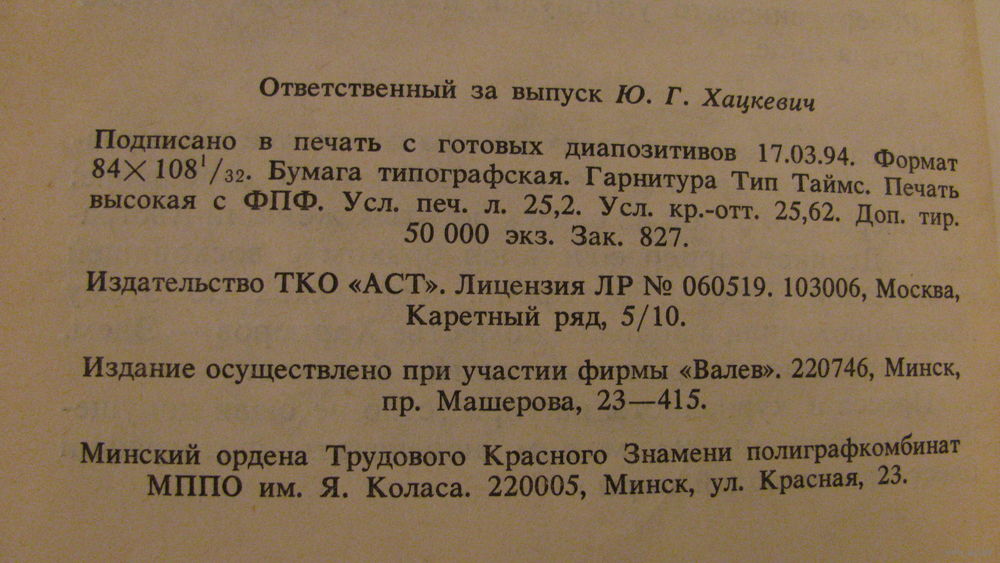 Ответственный за выпуск Ю. Г. Хацкевич
Подписано в печать с готовых диапозитивов 17.03.94. Формат
84×108¹/₃₂. Бумага типографская. Гарнитура Тип Таймс. Печать
высокая с ФПФ. Усл. печ. л. 25,2. Усл. кр.-отт. 25,62. Доп. тир.
50 000 экз. Зак. 827.
Издательство ТКО «АСТ». Лицензия ЛР № 060519. 103006, Москва,
Каретный ряд, 5/10.
Издание осуществлено при участии фирмы «Валев». 220746, Минск,
пр. Машерова, 23—415.
Минский ордена Трудового Красного Знамени полиграфкомбинат
МППО им. Я. Коласа. 220005, Минск, ул. Красная, 23.